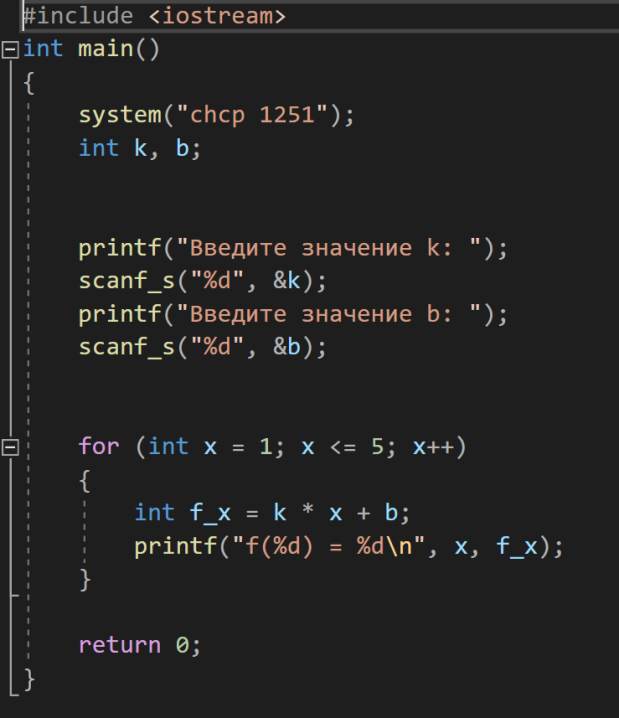 #include <iostream>
int main()
{
    system("chcp 1251");
    int k, b;
    printf("Введите значение k: ");
    scanf_s("%d", &k);
    printf("Введите значение b: ");
    scanf_s("%d", &b);
    for (int x = 1; x <= 5; x++)
    {
        int f_x = k * x + b;
        printf("f(%d) = %d\n", x, f_x);
    }
    return 0;
}